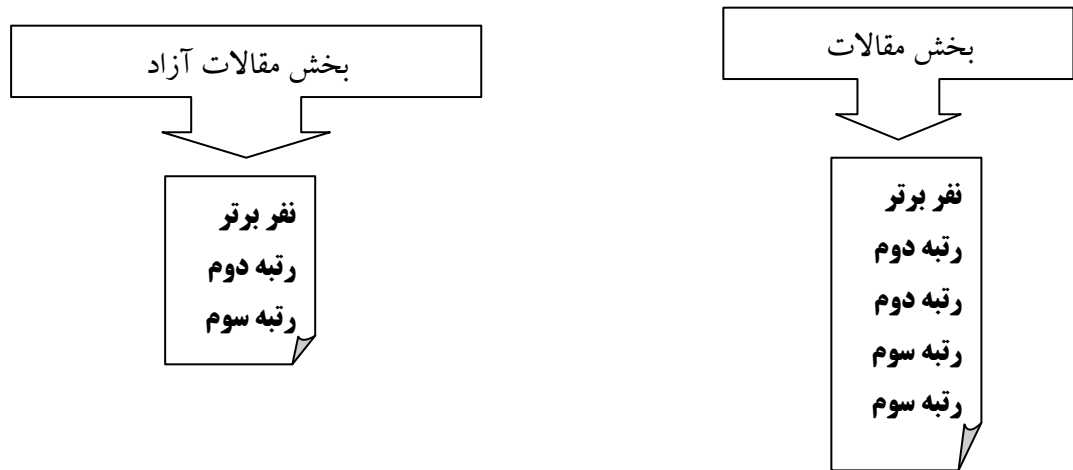 بخش مقالات
نفر برتر
رتبه دوم
رتبه دوم
رتبه سوم
رتبه سوم
بخش مقالات آزاد
نفر برتر
رتبه دوم
رتبه سوم